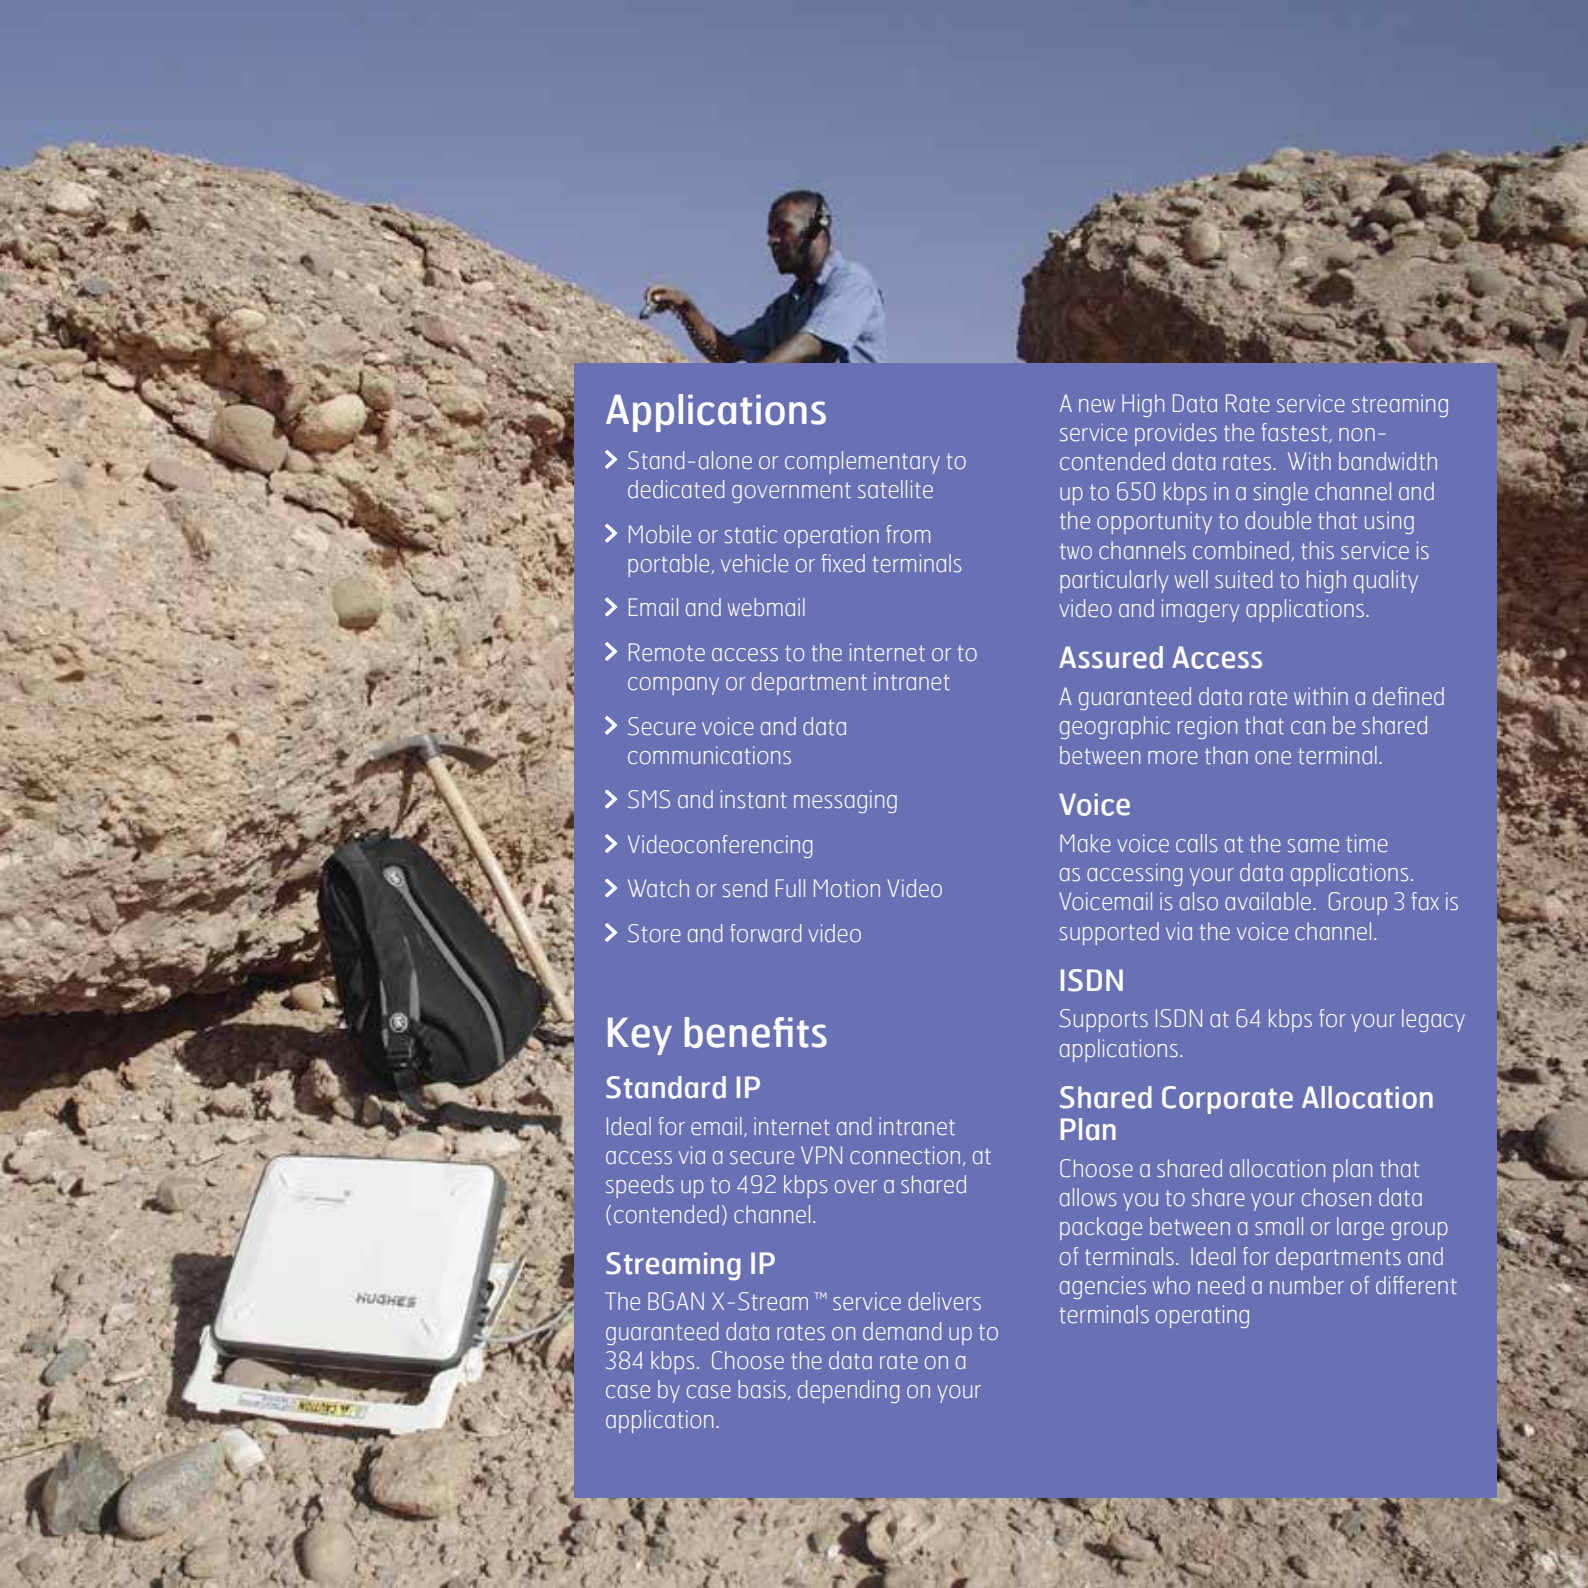 Applications
Stand-alone or complementary to
dedicated government satellite
Mobile or static operation from
portable, vehicle or fixed terminals
Email and webmail
Remote access to the internet or to
company or department intranet
Secure voice and data
communications
SMS and instant messaging
Videoconferencing
Watch or send Full Motion Video
Store and forward video
Key benefits
Standard IP
Ideal for email, internet and intranet
access via a secure VPN connection, at
speeds up to 492 kbps over a shared
(contended) channel.
Streaming IP
The BGAN X-Stream ™ service delivers
guaranteed data rates on demand up to
384 kbps.  Choose the data rate on a
case by case basis, depending on your
application.
A new High Data Rate service streaming
service provides the fastest, non-
contended data rates.  With bandwidth
up to 650 kbps in a single channel and
the opportunity to double that using
two channels combined, this service is
particularly well suited to high quality
video and imagery applications.
Assured Access
A guaranteed data rate within a defined
geographic region that can be shared
between more than one terminal.
Voice
Make voice calls at the same time
as accessing your data applications.
Voicemail is also available.  Group 3 fax is
supported via the voice channel.
ISDN
Supports ISDN at 64 kbps for your legacy
applications.
Shared Corporate Allocation
Plan
Choose a shared allocation plan that
allows you to share your chosen data
package between a small or large group
of terminals.  Ideal for departments and
agencies who need a number of different
terminals operating
HUGHES
CAUTION